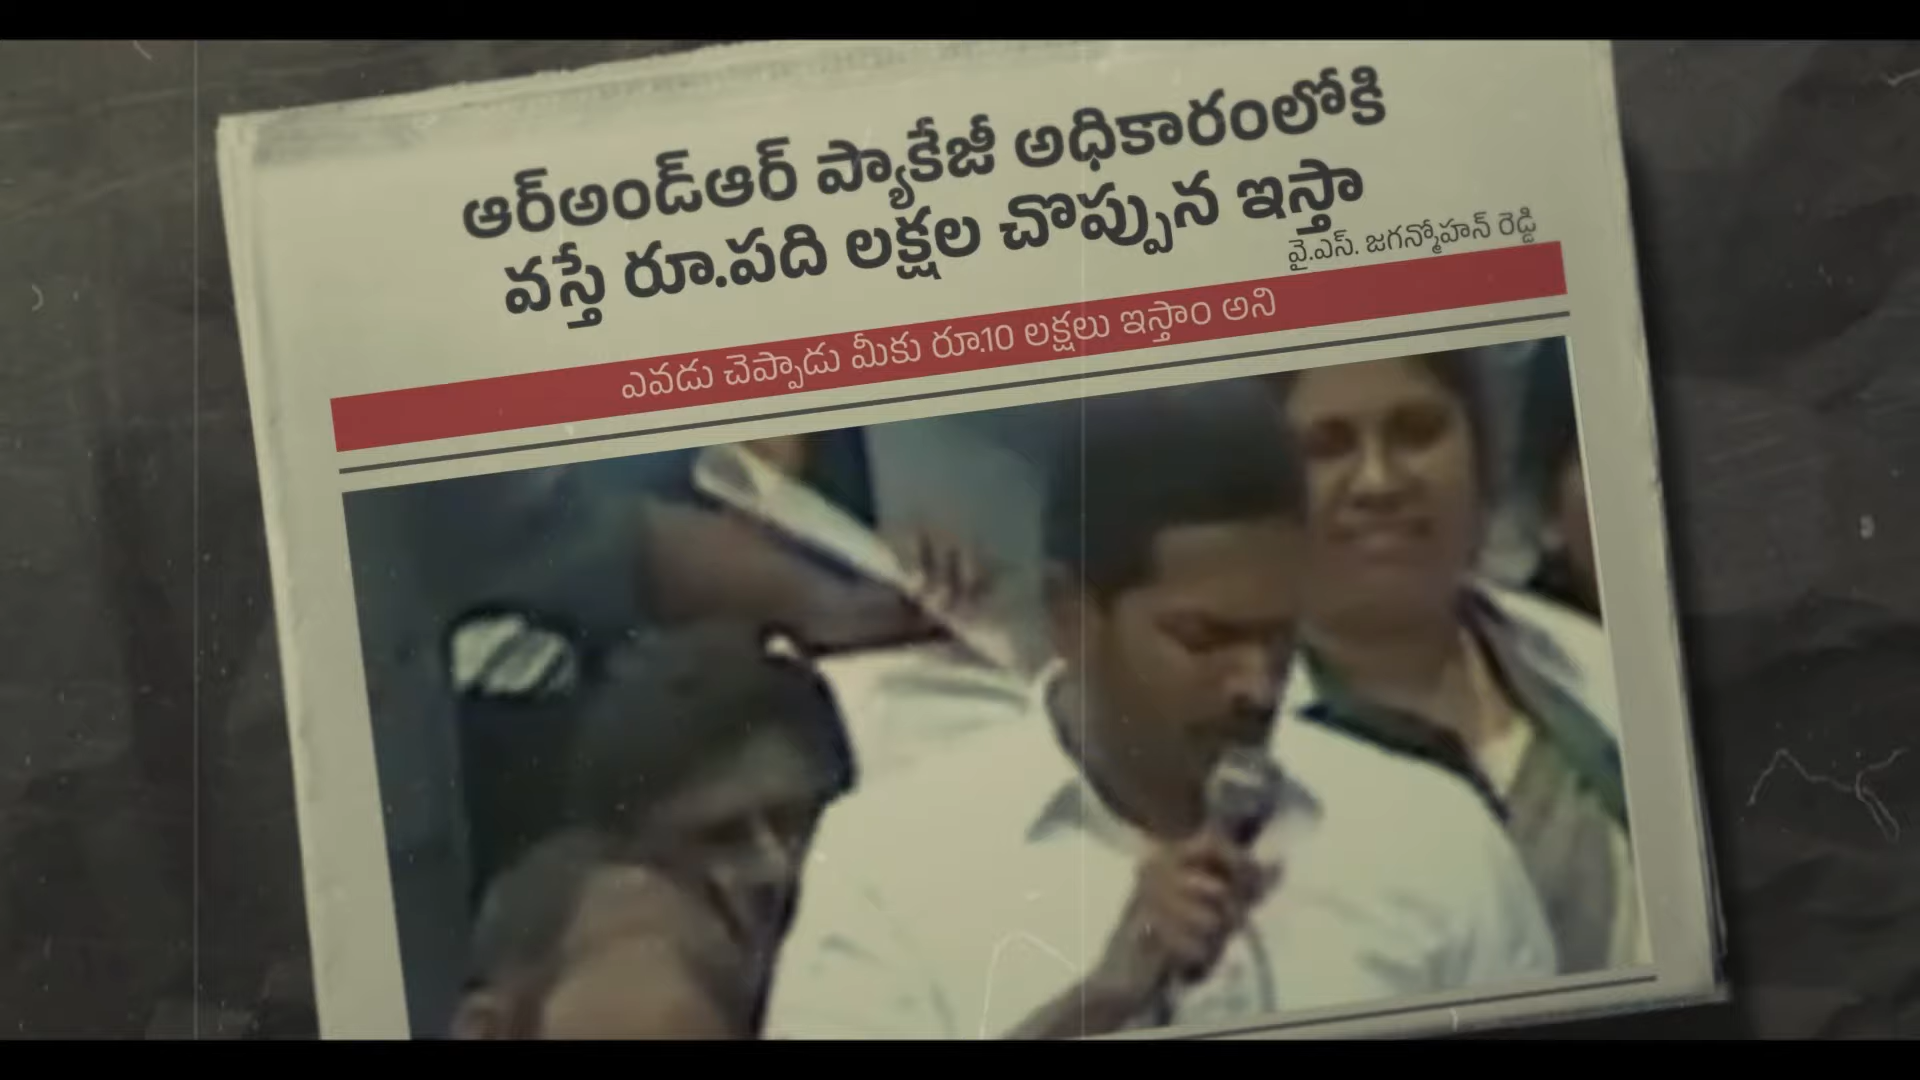 ఆర్అండ్ఆర్ ప్యాకేజీ అధికారంలోకి
వస్తే రూ.పది లక్షల చొప్పున ఇస్తా
వై.ఎస్. జగన్మోహన్ రెడ్డి
ఎవడు చెప్పాడు మీకు రూ.10 లక్షలు ఇస్తాం అని